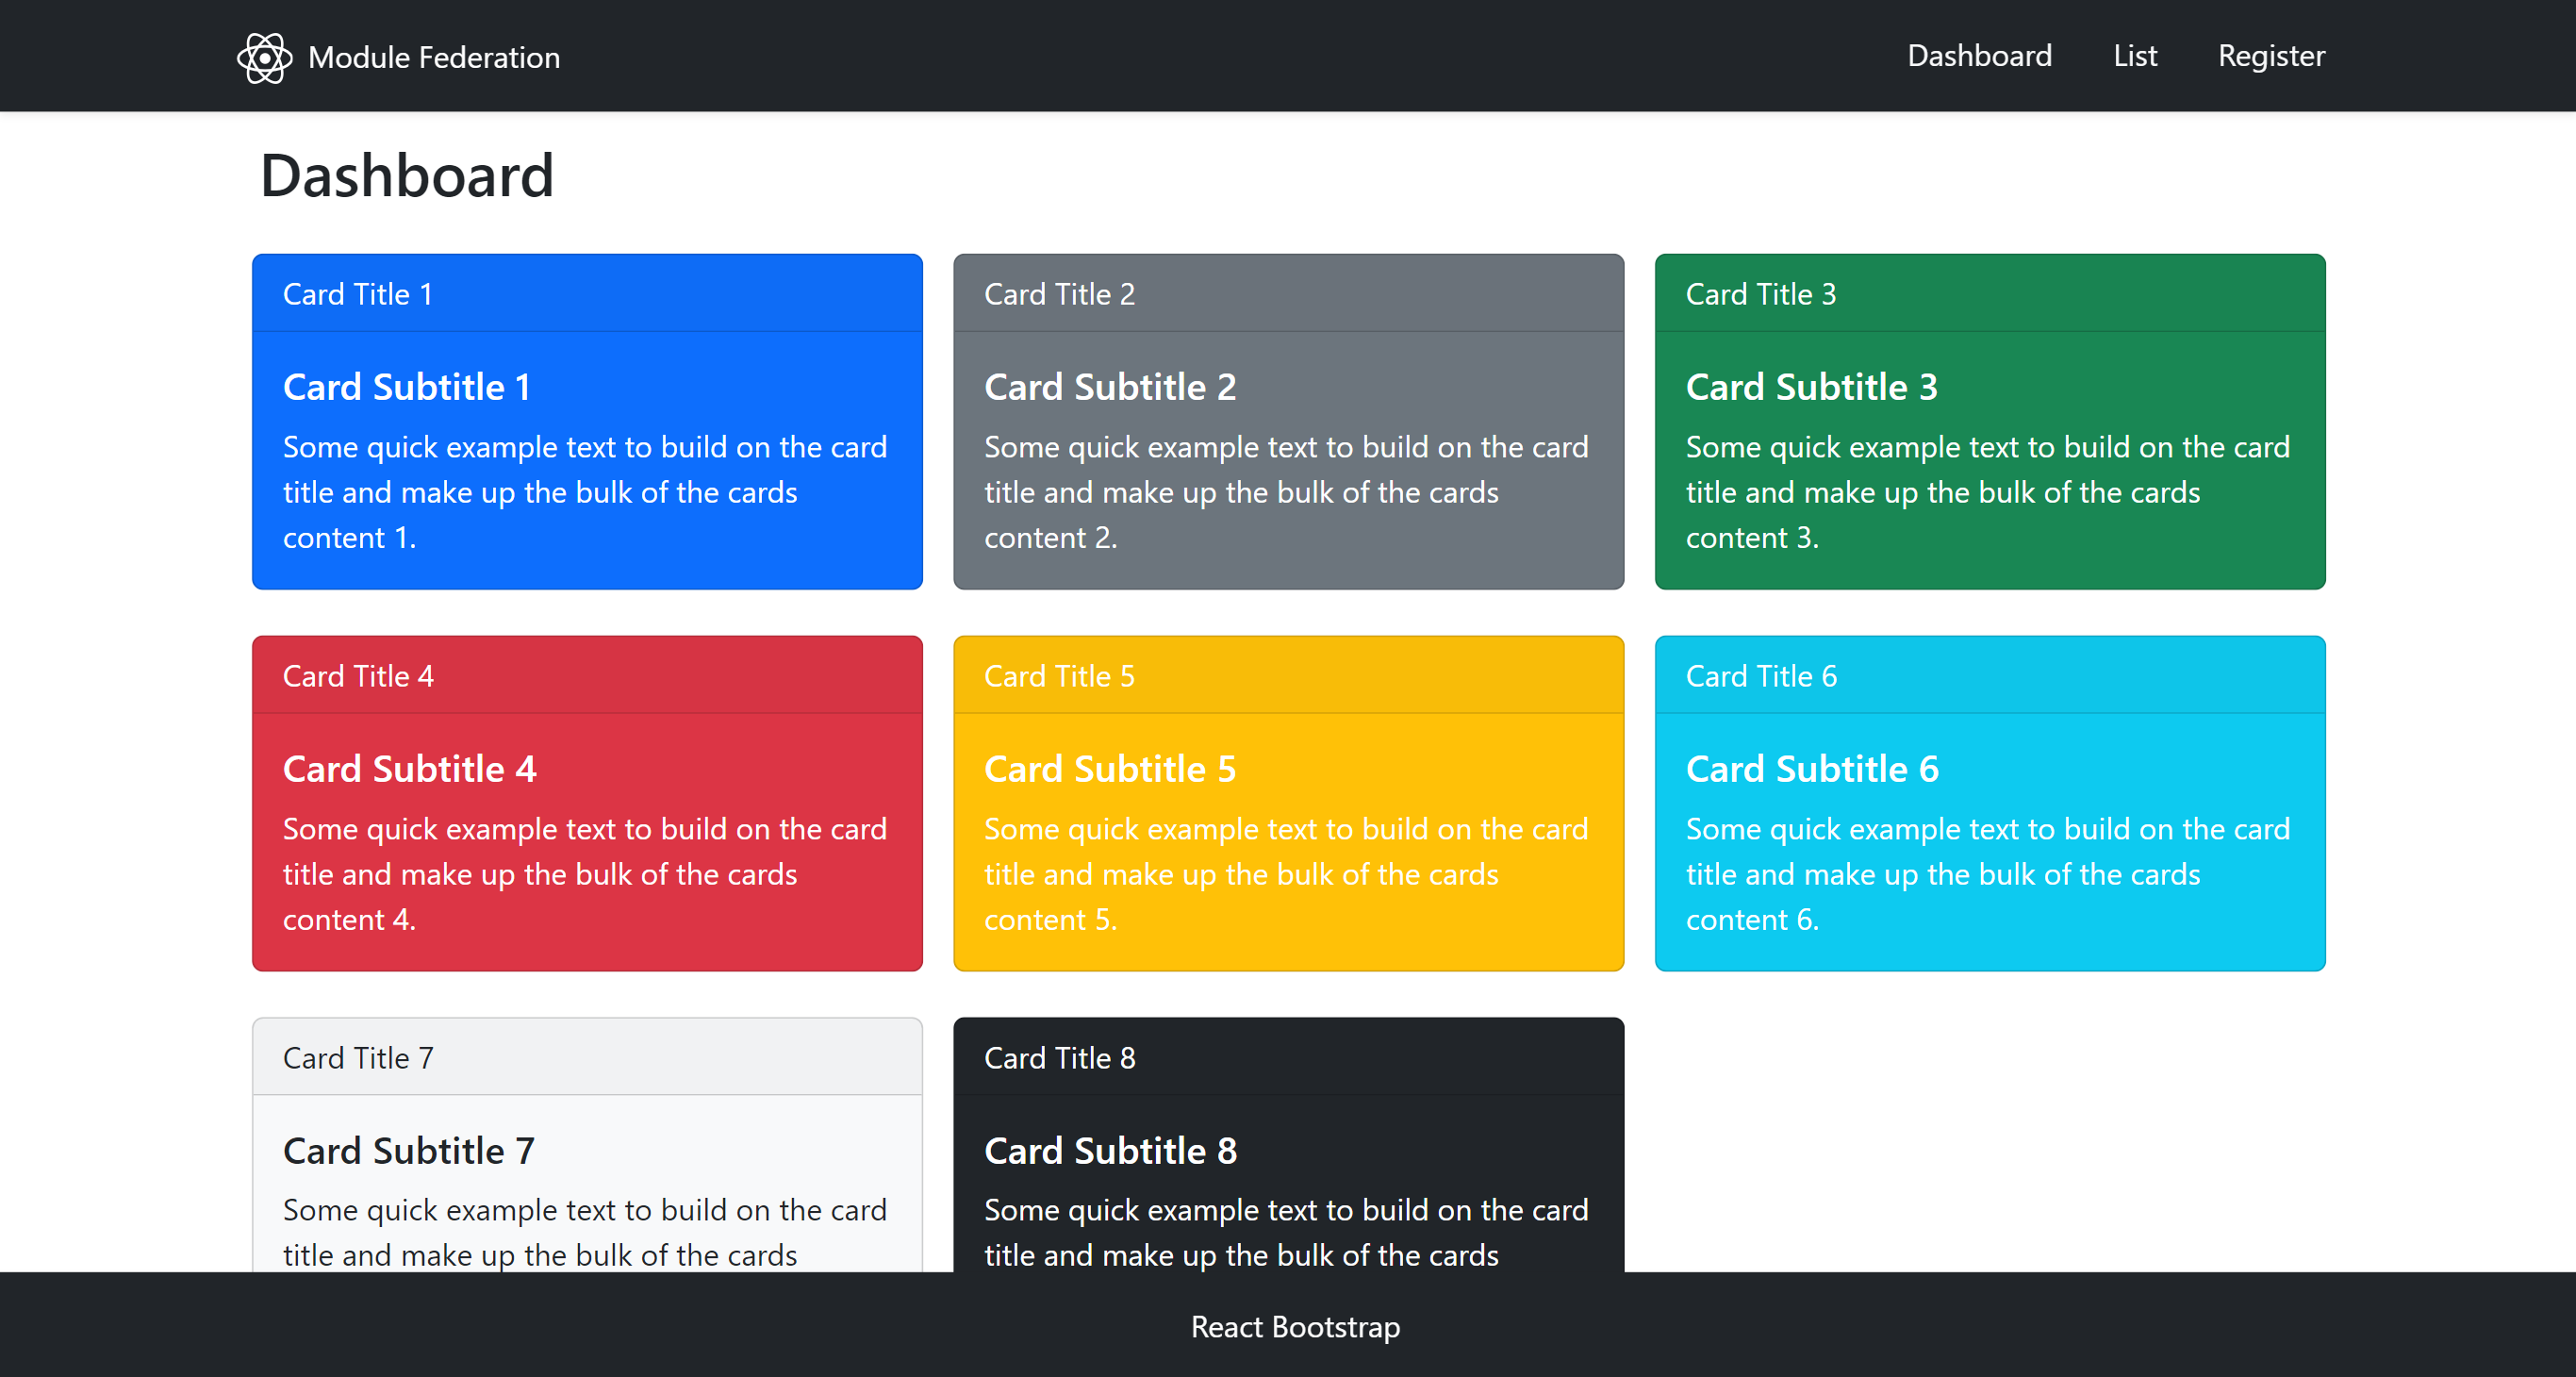 Module Federation
Dashboard
List
Register
Dashboard
Card Title 1
Card Subtitle 1
Some quick example text to build on the card
title and make up the bulk of the cards
content 1.
Card Title 2
Card Subtitle 2
Some quick example text to build on the card
title and make up the bulk of the cards
content 2.
Card Title 3
Card Subtitle 3
Some quick example text to build on the card
title and make up the bulk of the cards
content 3.
Card Title 4
Card Subtitle 4
Some quick example text to build on the card
title and make up the bulk of the cards
content 4.
Card Title 5
Card Subtitle 5
Some quick example text to build on the card
title and make up the bulk of the cards
content 5.
Card Title 6
Card Subtitle 6
Some quick example text to build on the card
title and make up the bulk of the cards
content 6.
Card Title 7
Card Subtitle 7
Some quick example text to build on the card
title and make up the bulk of the cards
Card Title 8
Card Subtitle 8
Some quick example text to build on the card
title and make up the bulk of the cards
React Bootstrap